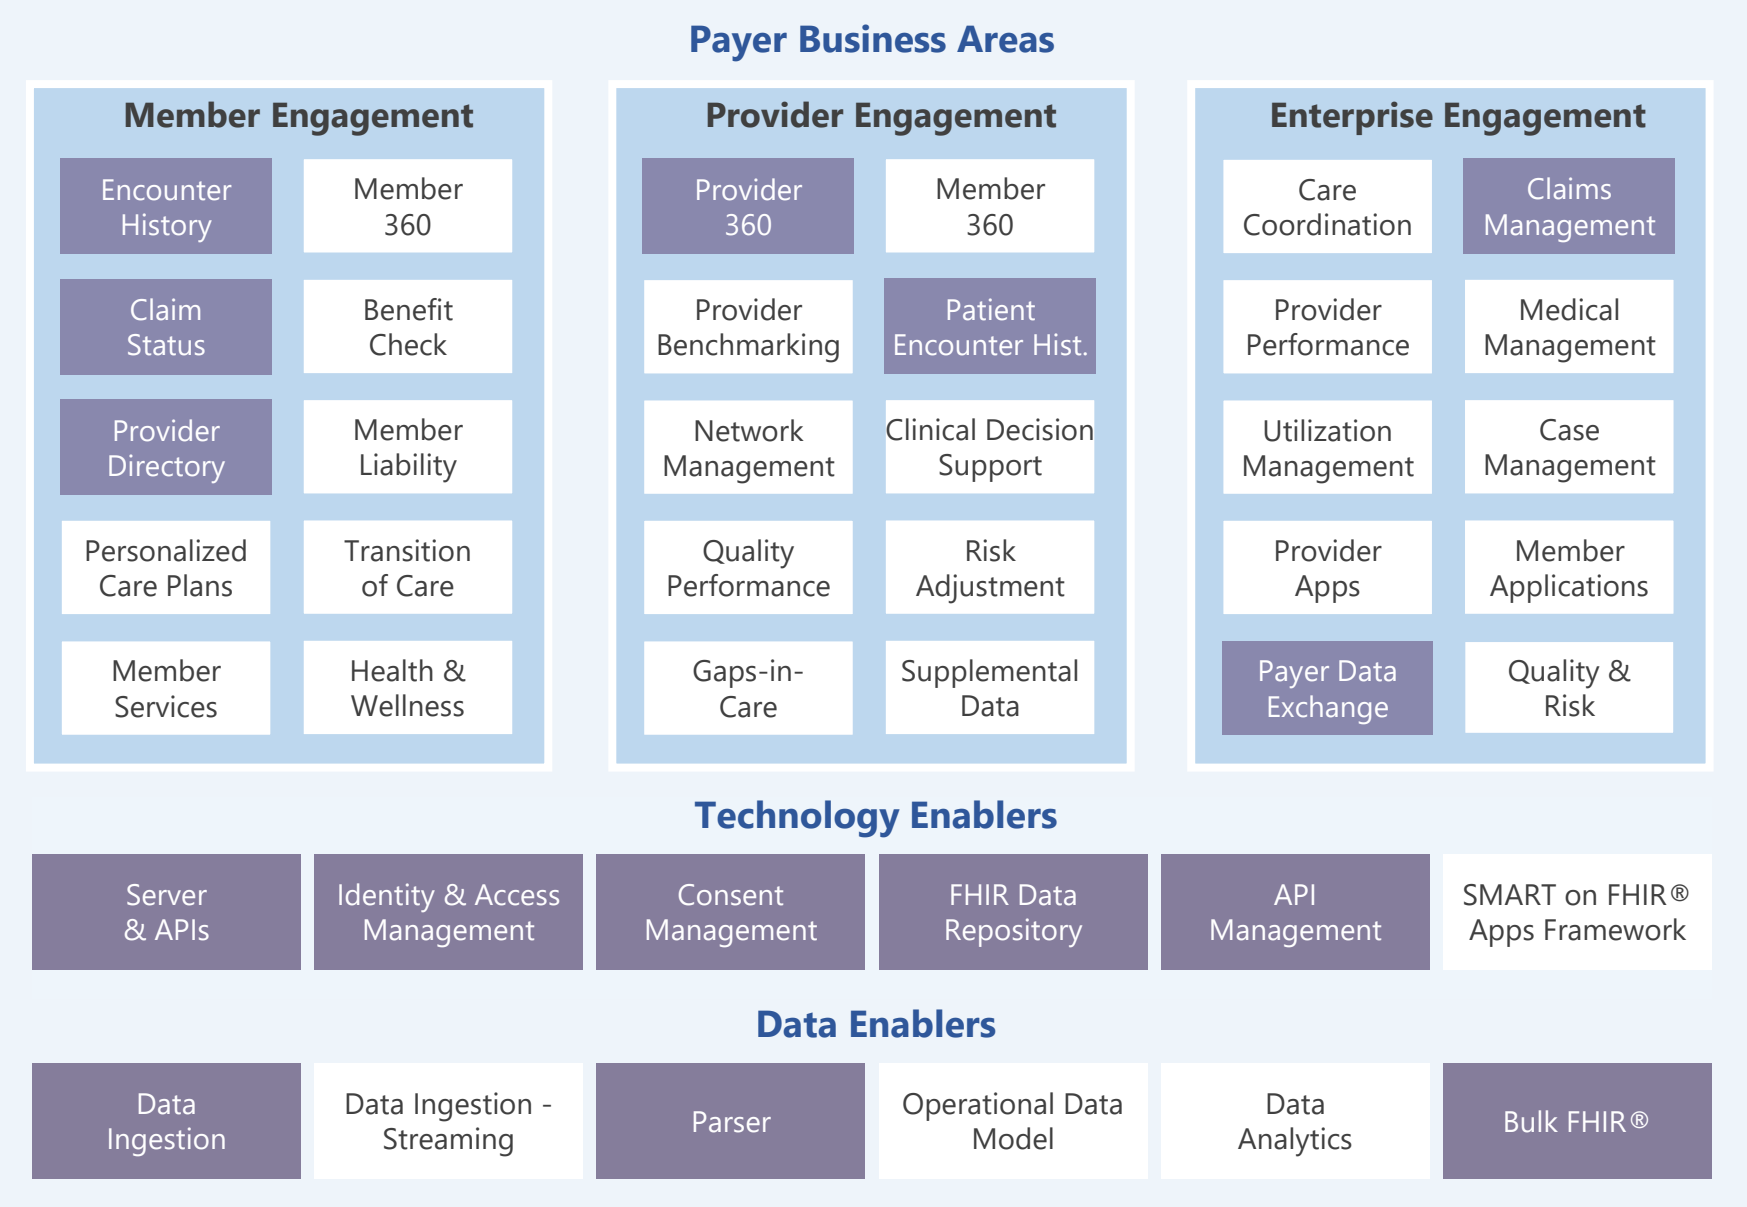 Payer Business Areas
Member Engagement
Encounter
History
Member
360
Claim
Status
Benefit
Check
Provider
Directory
Member
Liability
Personalized
Care Plans
Transition
of Care
Member
Services
Health &
Wellness
Provider Engagement
Provider
360
Member
360
Provider
Benchmarking
Patient
Encounter Hist.
Network
Management
Clinical Decision
Support
Quality
Performance
Risk
Adjustment
Gaps-in-
Care
Supplemental
Data
Enterprise Engagement
Care
Coordination
Claims
Management
Provider
Performance
Medical
Management
Utilization
Management
Case
Management
Provider
Apps
Member
Applications
Payer Data
Exchange
Quality &
Risk
Technology Enablers
Server
& APIs
Identity & Access
Management
Consent
Management
FHIR Data
Repository
API
Management
SMART on FHIR®
Apps Framework
Data Enablers
Data
Ingestion
Data Ingestion -
Streaming
Parser
Operational Data
Model
Data
Analytics
Bulk FHIR®